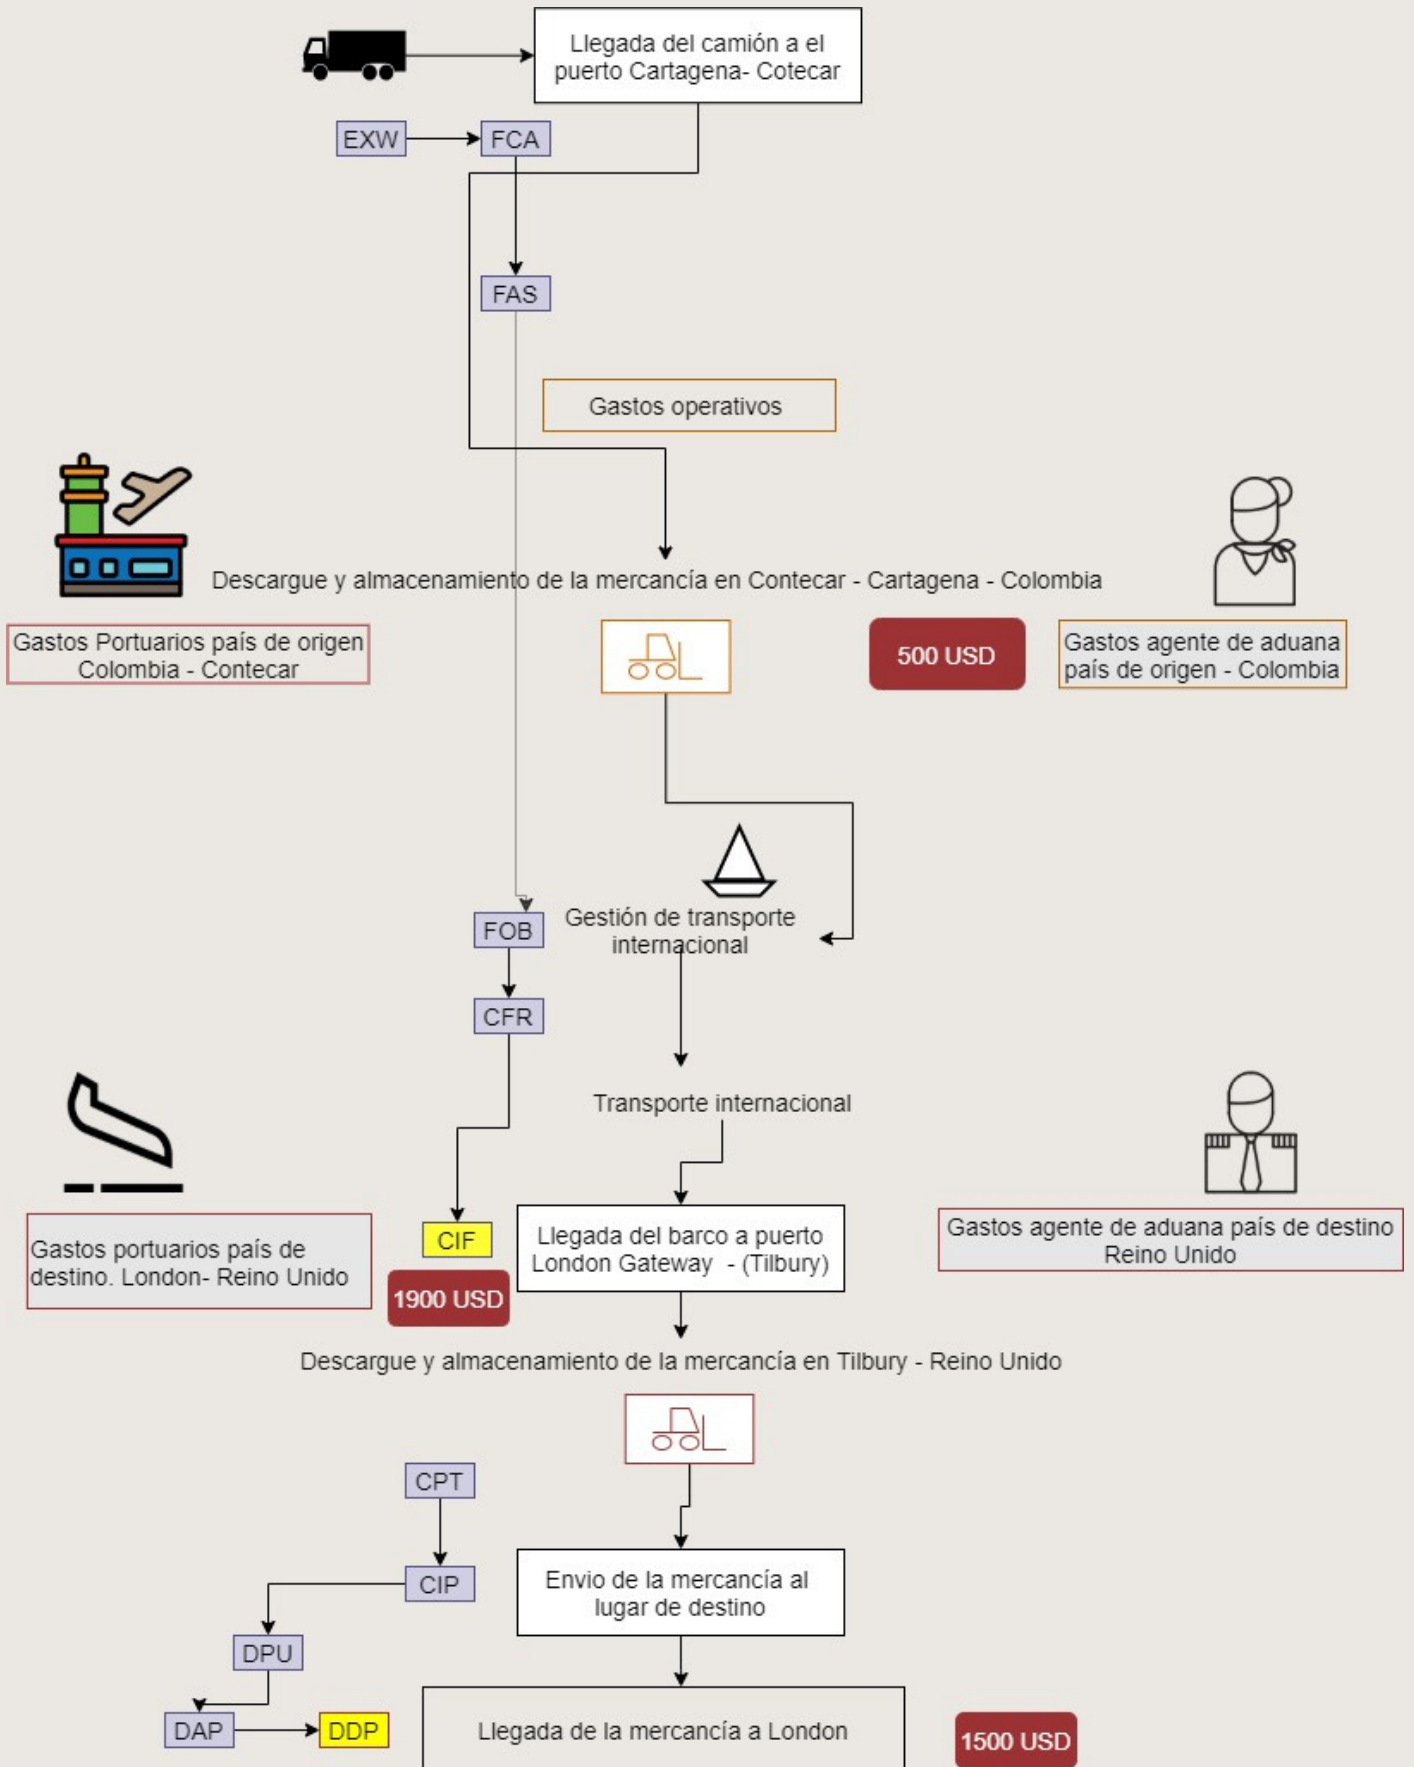 Llegada del camión a el
puerto Cartagena- Cotecar
EXW
FCA
FAS
Gastos operativos
Descargue y almacenamiento de la mercancía en Contecar - Cartagena - Colombia
Gastos Portuarios país de origen
Colombia - Contecar
500 USD
Gastos agente de aduana
país de origen - Colombia
FOB
Gestión de transporte
internacional
CFR
Transporte internacional
Gastos portuarios país de
destino. London- Reino Unido
CIF
1900 USD
Llegada del barco a puerto
London Gateway - (Tilbury)
Gastos agente de aduana país de destino
Reino Unido
Descargue y almacenamiento de la mercancía en Tilbury - Reino Unido
CPT
CIP
Envio de la mercancía al
lugar de destino
DPU
DAP
DDP
Llegada de la mercancía a London
1500 USD